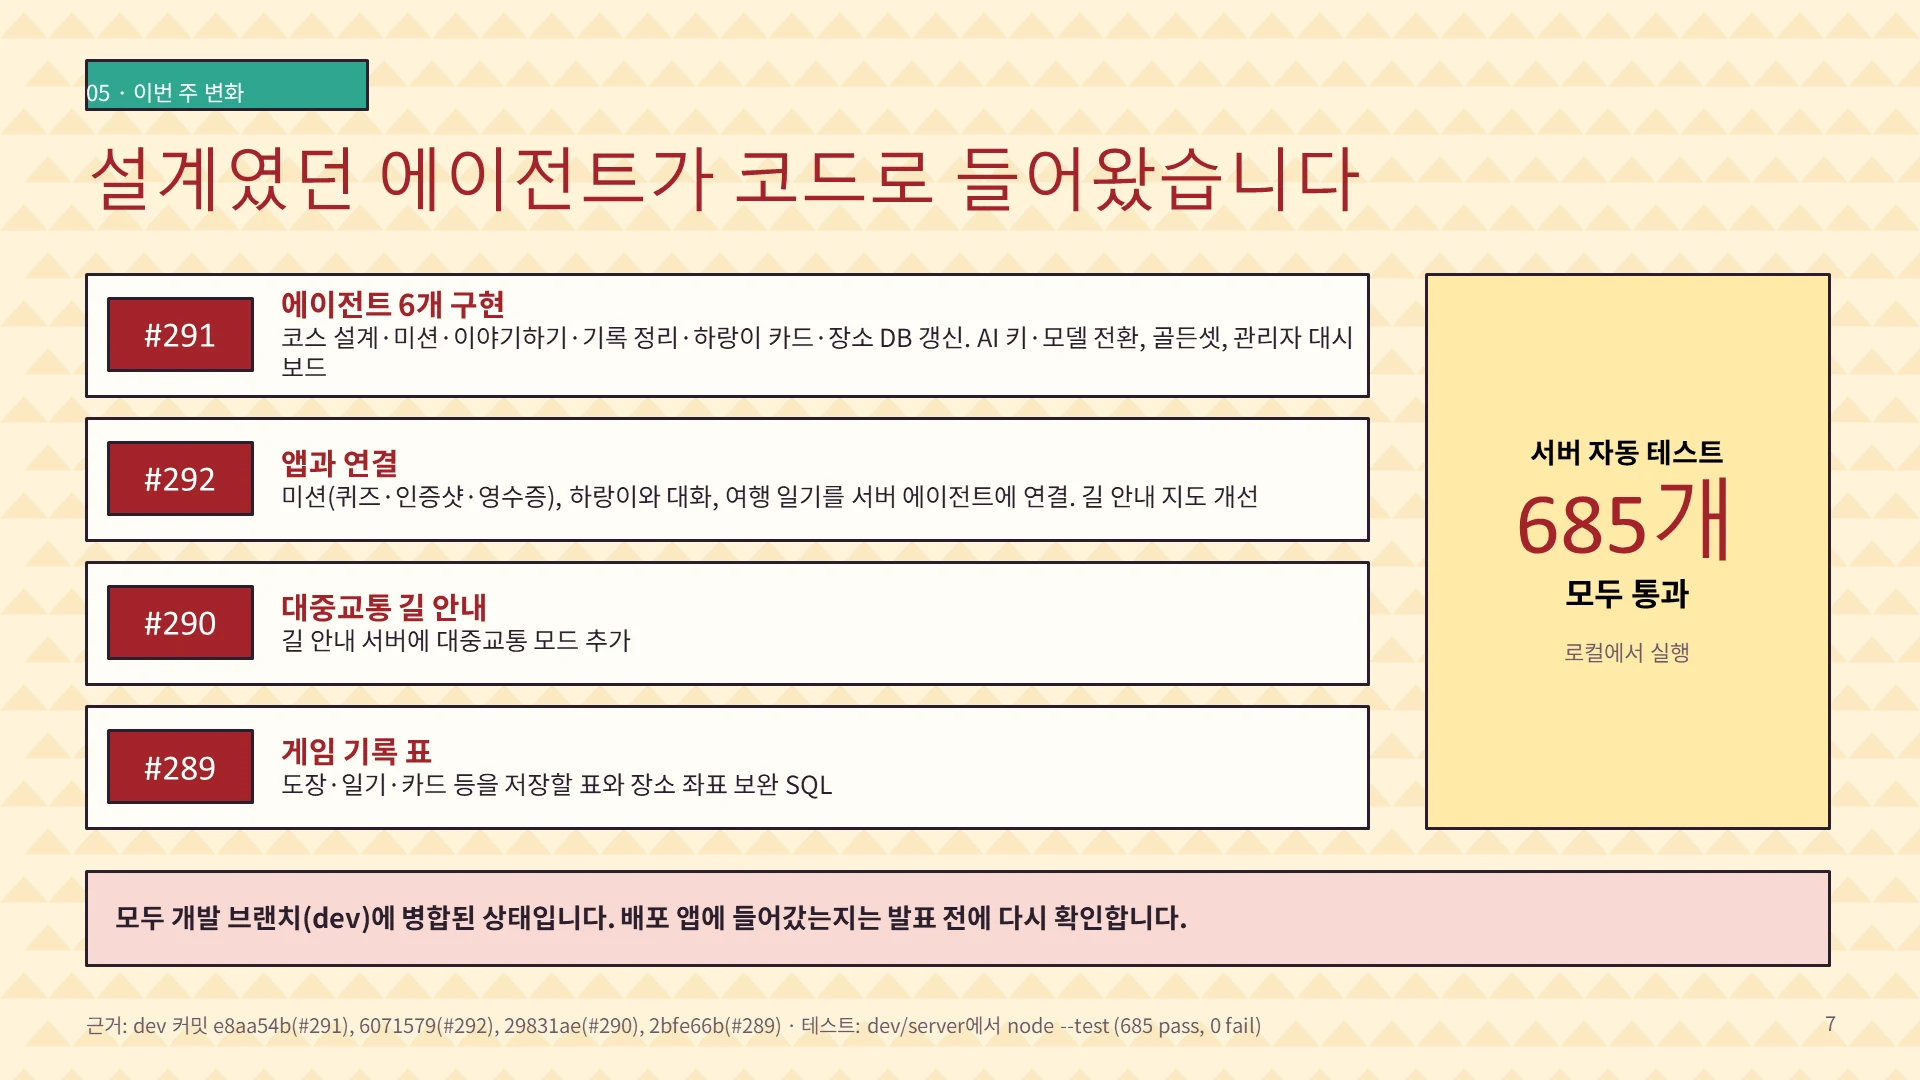 05 · 이번 주 변화
설계였던 에이전트가 코드로 들어왔습니다
#291
에이전트 6개 구현
코스 설계·미션·이야기하기·기록 정리·하랑이 카드·장소 DB 갱신. AI 키·모델 전환, 골든셋, 관리자 대시
보드
#292
앱과 연결
미션(퀴즈·인증샷·영수증), 하랑이와 대화, 여행 일기를 서버 에이전트에 연결. 길 안내 지도 개선
#290
대중교통 길 안내
길 안내 서버에 대중교통 모드 추가
#289
게임 기록 표
도장·일기·카드 등을 저장할 표와 장소 좌표 보완 SQL
서버 자동 테스트
685개
모두 통과
로컬에서 실행
모두 개발 브랜치(dev)에 병합된 상태입니다. 배포 앱에 들어갔는지는 발표 전에 다시 확인합니다.
근거: dev 커밋 e8aa54b(#291), 6071579(#292), 29831ae(#290), 2bfe66b(#289) · 테스트: dev/server에서 node --test (685 pass, 0 fail)
7